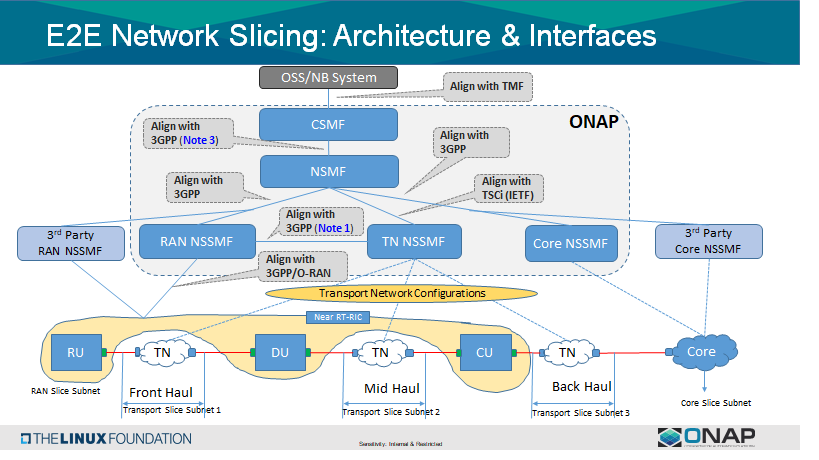 E2E Network Slicing: Architecture & Interfaces
OSS/NB System
Align with TMF
ONAP
CSMF
Align with
3GPP (Note 3)
Align with
3GPP
NSMF
Align with
3GPP
Align with
TSCi (IETF)
Align with
3GPP (Note 1)
3rd Party
RAN NSSMF
RAN NSSMF
TN NSSMF
Core NSSMF
3rd Party
Core NSSMF
Align with
3GPP/O-RAN
Transport Network Configurations
Near RT-RIC
RU
TN
DU
TN
CU
TN
Core
RAN Slice Subnet
Front Haul
Transport Slice Subnet 1
Mid Haul
Transport Slice Subnet 2
Back Haul
Transport Slice Subnet 3
Core Slice Subnet
THE LINUX FOUNDATION
Sensitivity: Internal & Restricted
ONAP